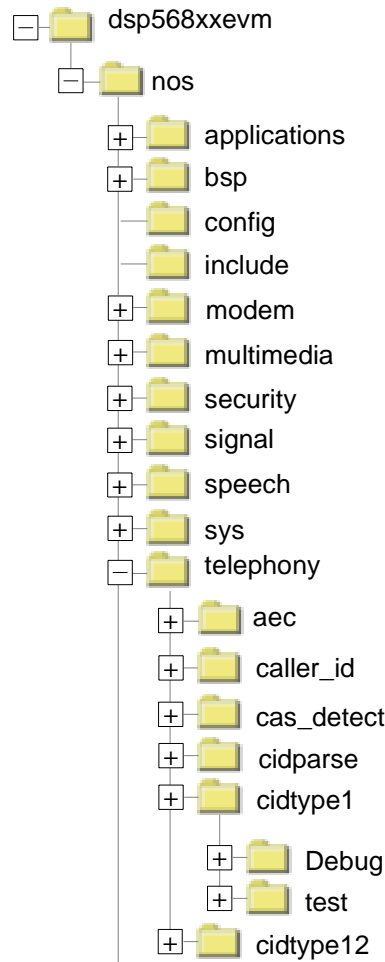 dsp568xxevm
nos
applications
bsp
config
include
modem
multimedia
security
signal
speech
sys
telephony
aec
caller_id
cas_detect
cidparse
cidtype1
Debug
test
cidtype12